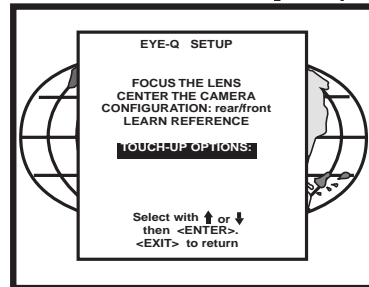 EYE-Q SETUP
FOCUS THE LENS
CENTER THE CAMERA
CONFIGURATION: rear/front
LEARN REFERENCE
TOUCH-UP OPTIONS:
Select with ↑ or ↓
then <ENTER>.
<EXIT> to return